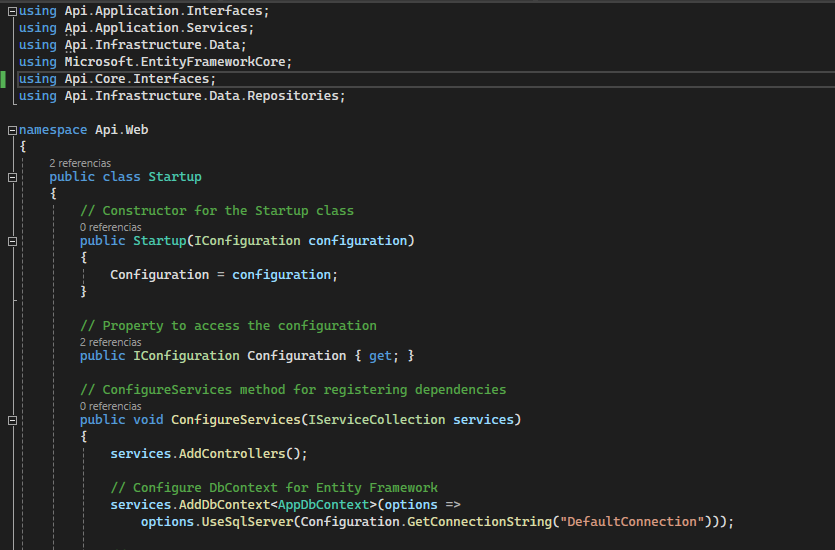 using Api.Application.Interfaces;
using Api.Application.Services;
using Api.Infrastructure.Data;
using Microsoft.EntityFrameworkCore;
using Api.Core.Interfaces;
using Api.Infrastructure.Data.Repositories;
namespace Api.Web
{
2 referencias
public class Startup
{
// Constructor for the Startup class
0 referencias
public Startup(IConfiguration configuration)
{
Configuration = configuration;
}
// Property to access the configuration
2 referencias
public IConfiguration Configuration { get; }
// ConfigureServices method for registering dependencies
0 referencias
public void ConfigureServices(IServiceCollection services)
{
services.AddControllers();
// Configure DbContext for Entity Framework
services.AddDbContext<AppDbContext>(options =>
options.UseSqlServer(Configuration.GetConnectionString("DefaultConnection")));